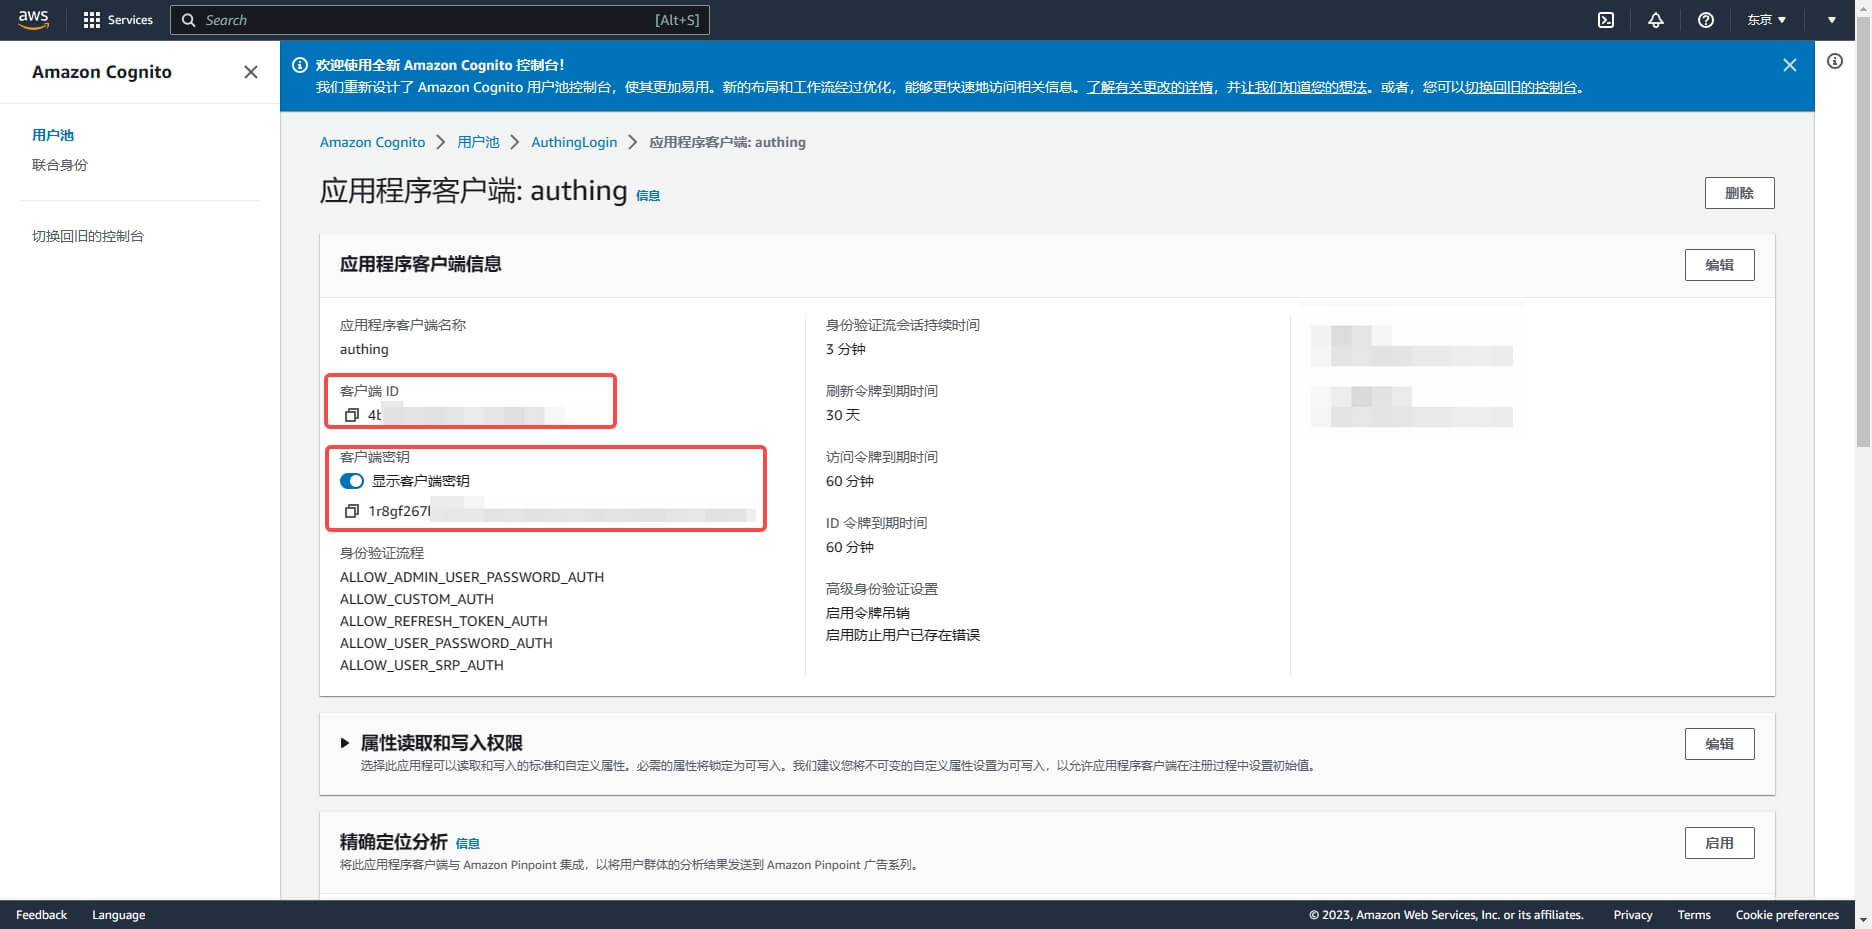 aws
Services
Search
[Alt+S]
东京
Amazon Cognito
用户池
联合身份
切换回旧的控制台
欢迎使用全新 Amazon Cognito 控制台!
我们重新设计了 Amazon Cognito 用户池控制台，使其更加易用。新的布局和工作流经过优化，能够更快速地访问相关信息。了解有关更改的详情，并让我们知道您的想法。或者，您可以切换回旧的控制台。
Amazon Cognito 用户池 AuthingLogin 应用程序客户端: authing
应用程序客户端: authing 信息
删除
应用程序客户端信息
编辑
应用程序客户端名称
authing
客户端 ID
4b
客户端密钥
显示客户端密钥
1r8gf267
身份验证流程
ALLOW_ADMIN_USER_PASSWORD_AUTH
ALLOW_CUSTOM_AUTH
ALLOW_REFRESH_TOKEN_AUTH
ALLOW_USER_PASSWORD_AUTH
ALLOW_USER_SRP_AUTH
身份验证流会话持续时间
3 分钟
刷新令牌到期时间
30 天
访问令牌到期时间
60 分钟
ID 令牌到期时间
60 分钟
高级身份验证设置
启用令牌吊销
启用防止用户已存在错误
属性读取和写入权限
编辑
选择此应用程可以读取和写入的标准和自定义属性。必需的属性将锁定为可写入。我们建议您将不可变的自定义属性设置为可写入，以允许应用程序客户端在注册过程中设置初始值。
精确定位分析 信息
启用
将此应用程序客户端与 Amazon Pinpoint 集成，以将用户群体的分析结果发送到 Amazon Pinpoint 广告系列。
Feedback
Language
© 2023, Amazon Web Services, Inc. or its affiliates.
Privacy
Terms
Cookie preferences